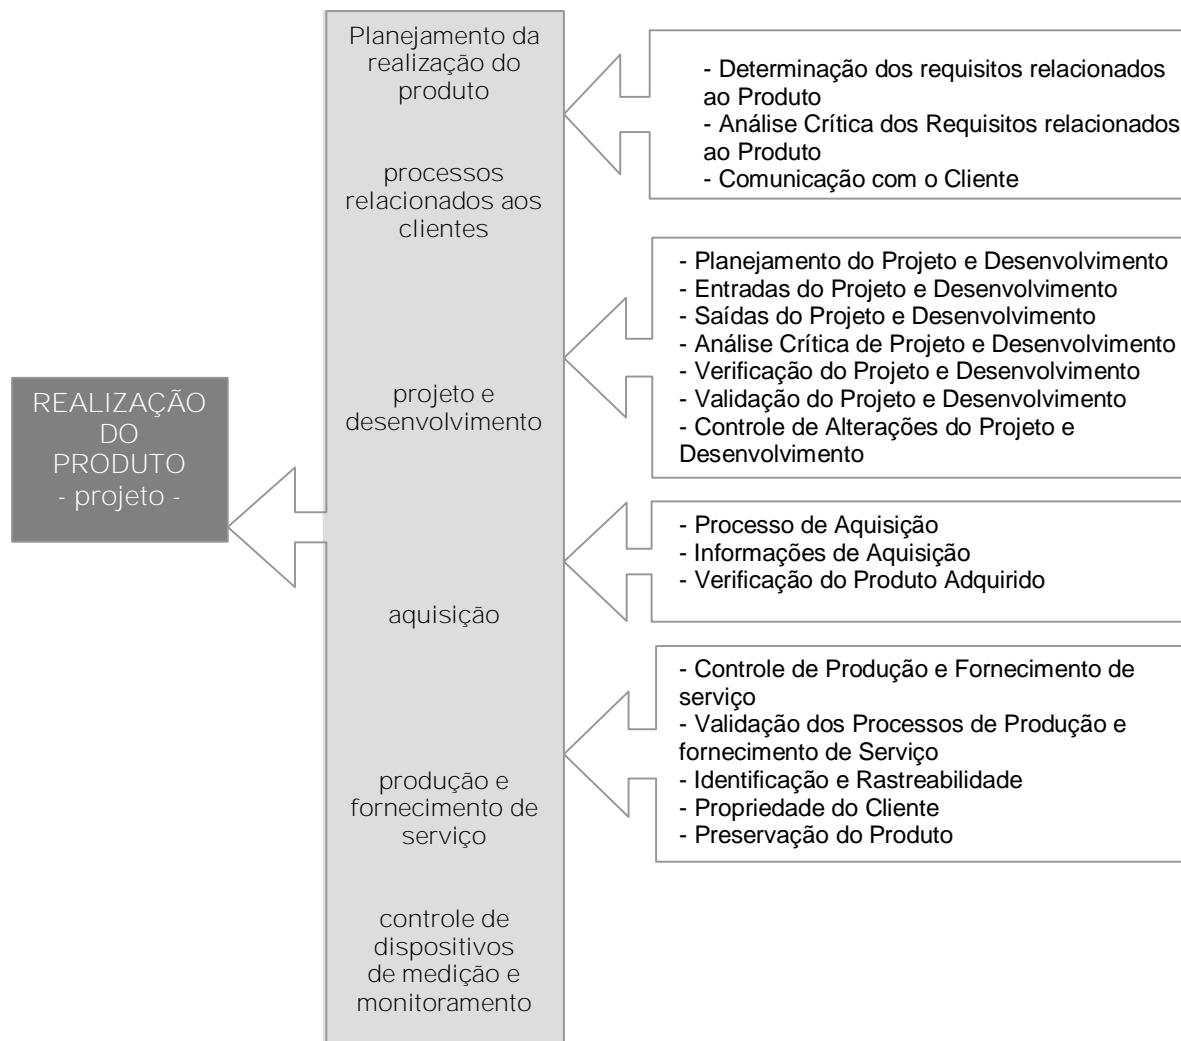 REALIZAÇÃO
DO
PRODUTO
- projeto -
Planejamento da
realização do
produto
processos
relacionados aos
clientes
projeto e
desenvolvimento
aquisição
produção e
fornecimento de
serviço
controle de
dispositivos
de medição e
monitoramento
- Determinação dos requisitos relacionados
ao Produto
- Análise Crítica dos Requisitos relacionados
ao Produto
- Comunicação com o Cliente
- Planejamento do Projeto e Desenvolvimento
- Entradas do Projeto e Desenvolvimento
- Saídas do Projeto e Desenvolvimento
- Análise Crítica de Projeto e Desenvolvimento
- Verificação do Projeto e Desenvolvimento
- Validação do Projeto e Desenvolvimento
- Controle de Alterações do Projeto e
Desenvolvimento
- Processo de Aquisição
- Informações de Aquisição
- Verificação do Produto Adquirido
- Controle de Produção e Fornecimento de
serviço
- Validação dos Processos de Produção e
fornecimento de Serviço
- Identificação e Rastreabilidade
- Propriedade do Cliente
- Preservação do Produto